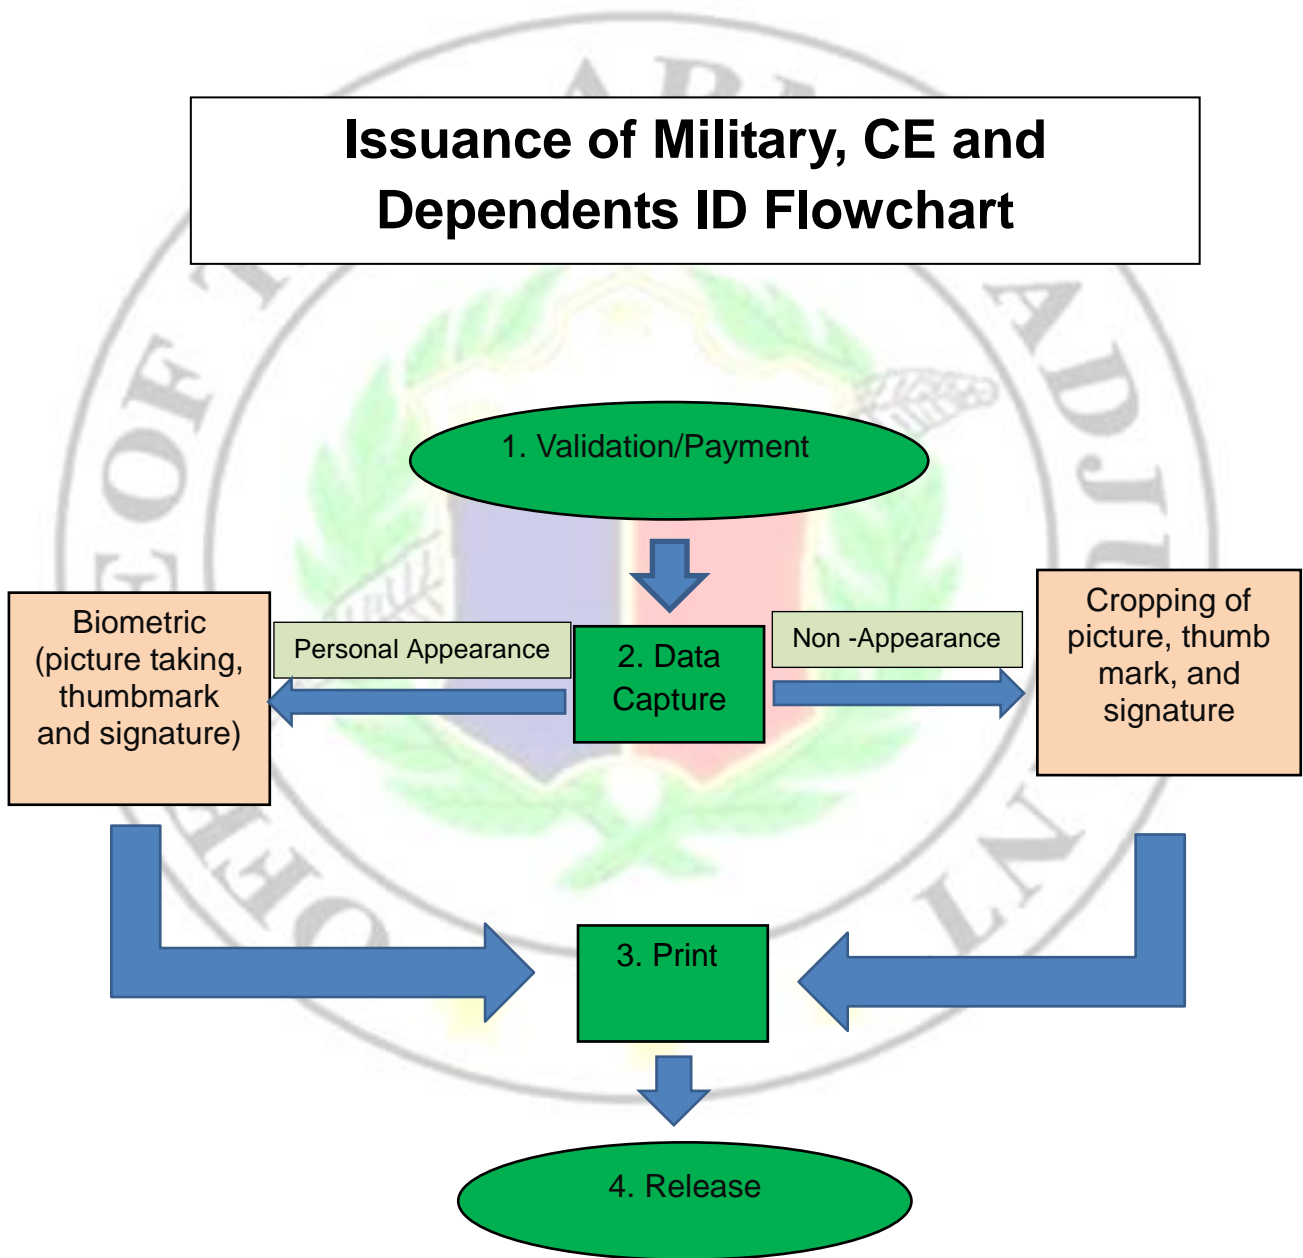 Issuance of Military, CE and
Dependents ID Flowchart
1. Validation/Payment
Biometric
(picture taking,
thumbmark
and signature)
Personal Appearance
2. Data
Capture
Non -Appearance
Cropping of
picture, thumb
mark, and
signature
3. Print
4. Release